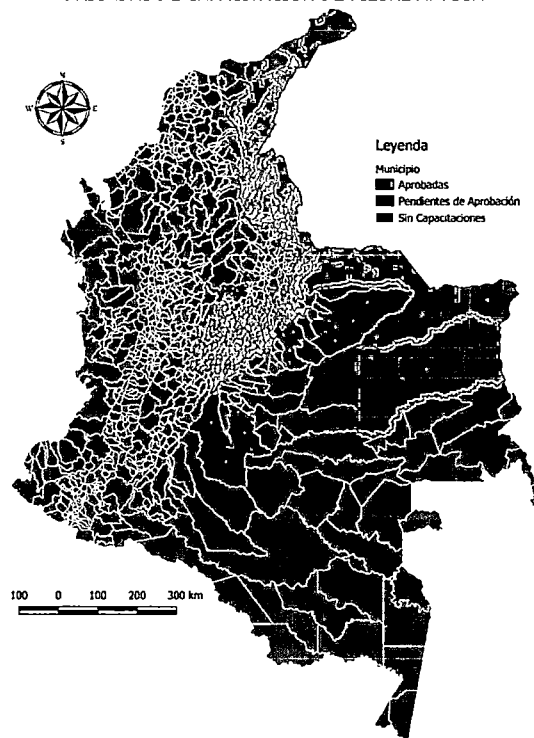 N
W E
S
Leyenda
Municipio
Aprobadas
Pendientes de Aprobación
Sin Capacitaciones
100 0 100 200 300 km